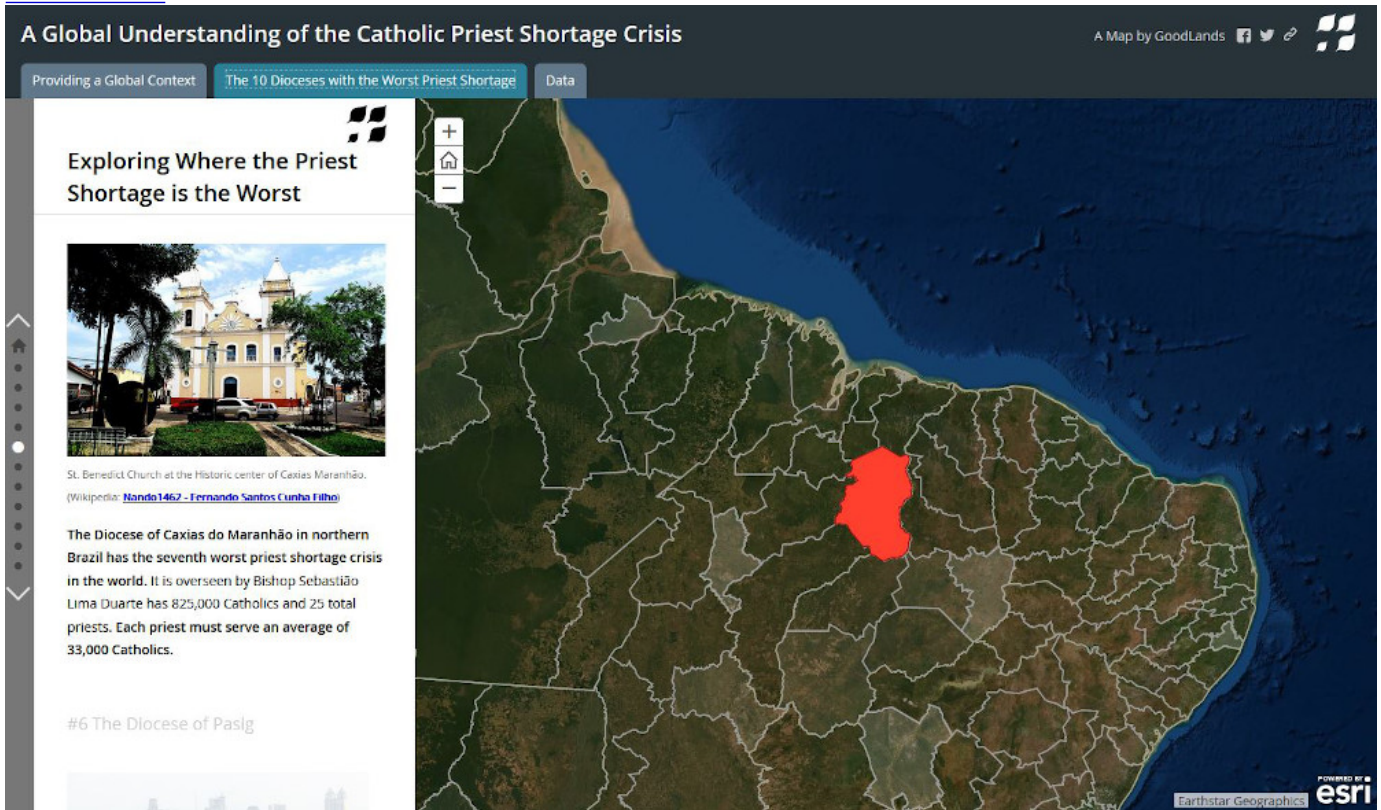 A Global Understanding of the Catholic Priest Shortage Crisis
A Map by GoodLands
Providing a Global Context
The 10 Dioceses with the Worst Priest Shortage
Data
Exploring Where the Priest
Shortage is the Worst
St. Benedict Church at the Historic center of Caxias Maranhão.
(Wikipedia: Nando1462 - Fernando Santos Cunha Filho)
The Diocese of Caxias do Maranhão in northern
Brazil has the seventh worst priest shortage crisis
in the world. It is overseen by Bishop Sebastião
Lima Duarte has 825,000 Catholics and 25 total
priests. Each priest must serve an average of
33,000 Catholics.
#6 The Diocese of Pasig
POWERED BY
esri
Earthstar Geographics